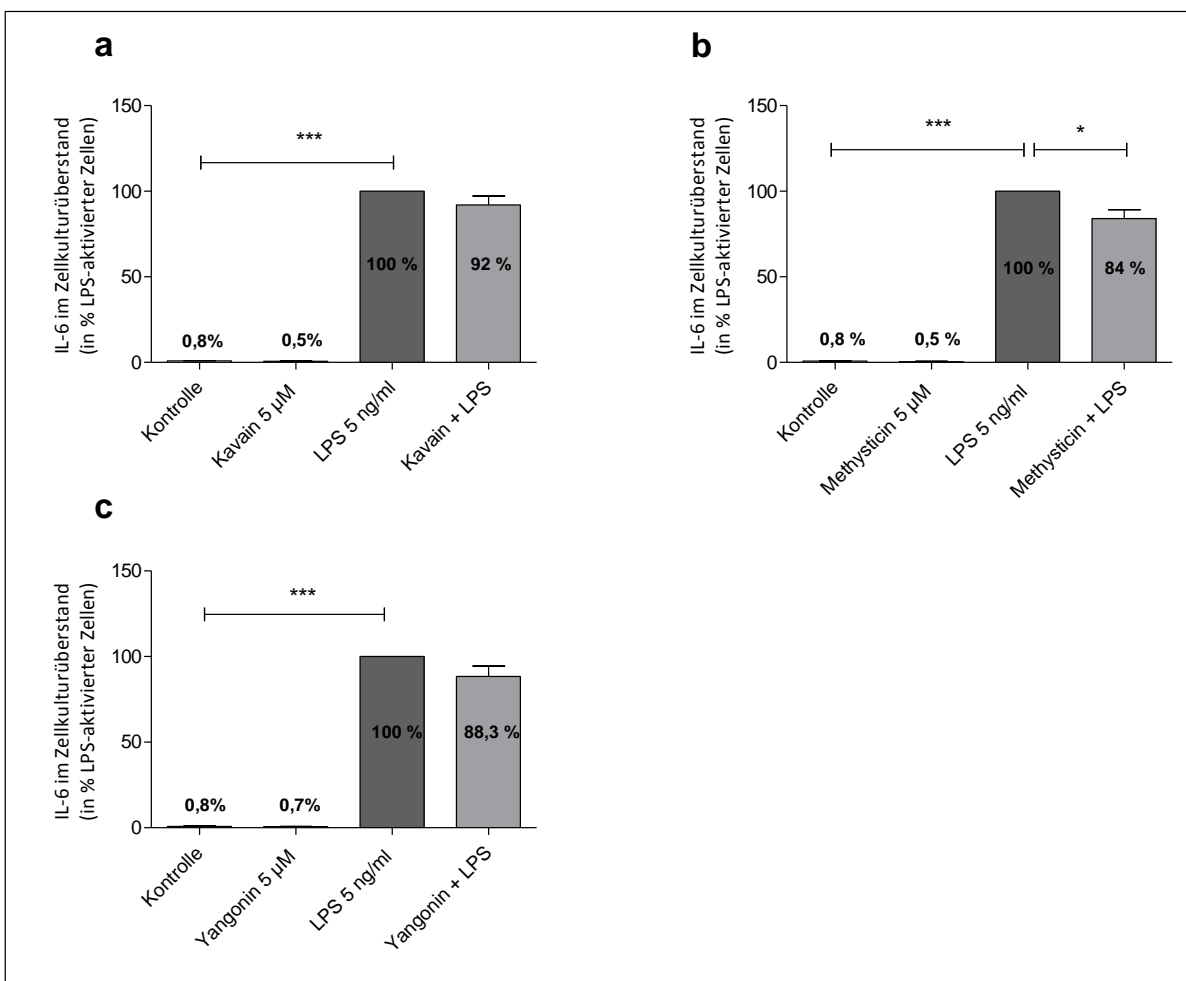 a
IL-6 im Zellkulturüberstand
(in % LPS-aktivierter Zellen)
150
100
50
0
***
0,8%
0,5%
100 %
92 %
Kontrolle
Kavain 5 µM
LPS 5 ng/ml
Kavain + LPS
b
IL-6 im Zellkulturüberstand
(in % LPS-aktivierter Zellen)
150
100
50
0
***
*
0,8 %
0,5 %
100 %
84 %
Kontrolle
Methysticin 5 µM
LPS 5 ng/ml
Methysticin + LPS
c
IL-6 im Zellkulturüberstand
(in % LPS-aktivierter Zellen)
150
100
50
0
***
0,8%
0,7%
100 %
88,3 %
Kontrolle
Yangonin 5 µM
LPS 5 ng/ml
Yangonin + LPS